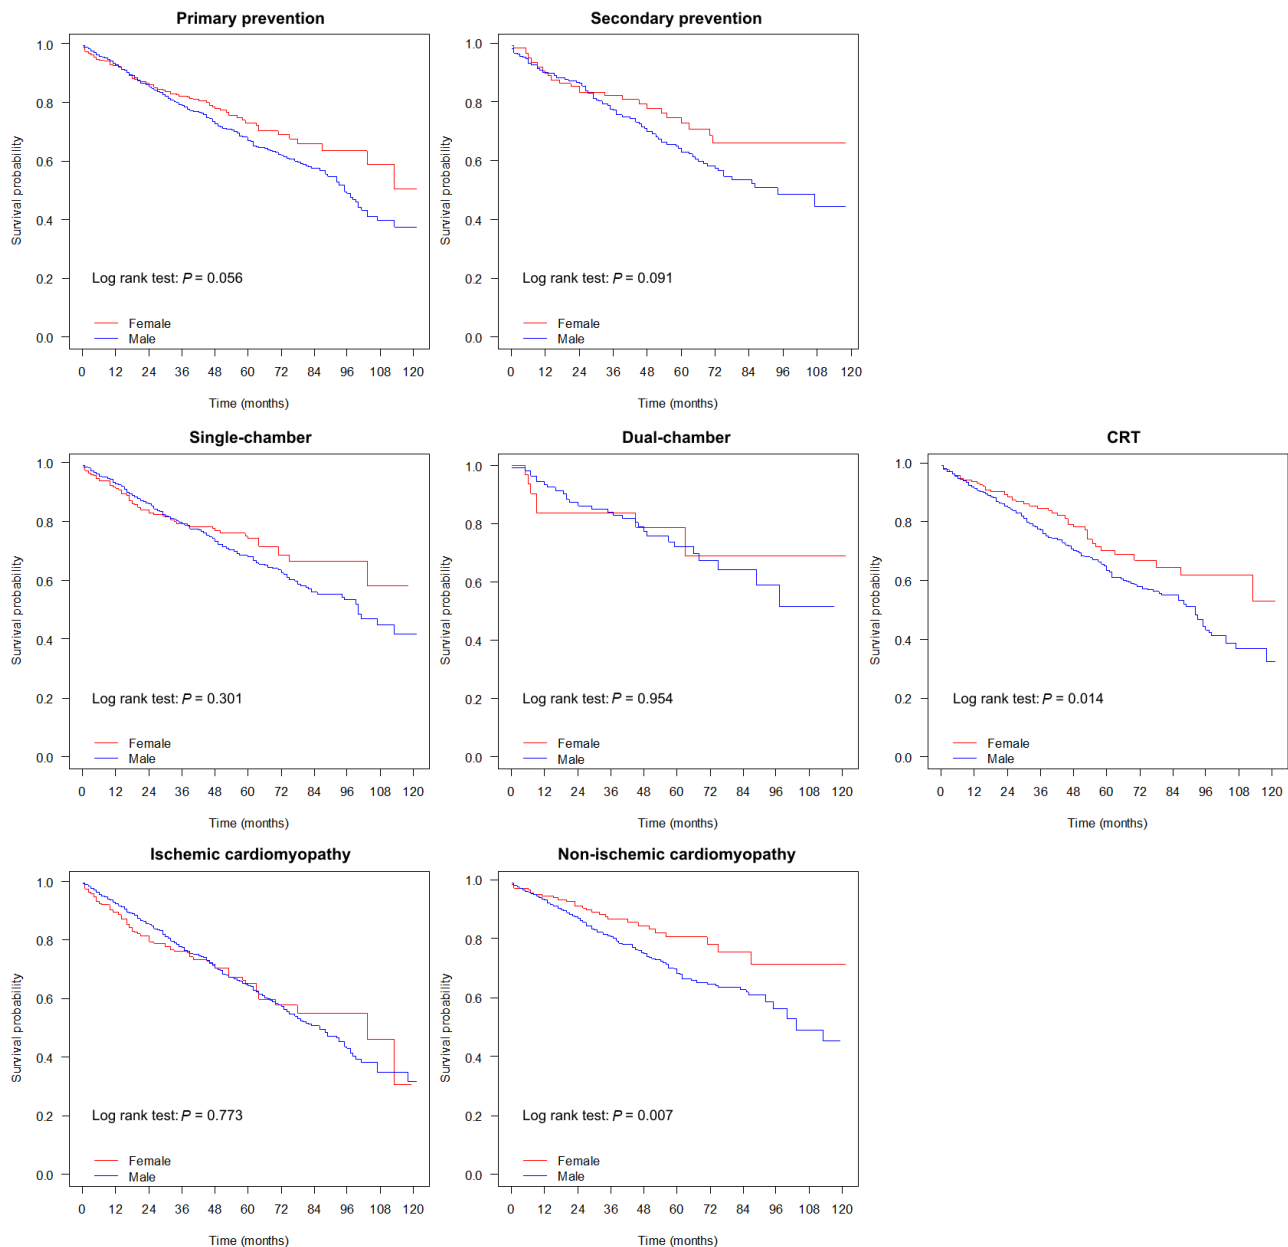 Primary prevention
Survival probability
1.0
0.8
0.6
0.4
0.2
0.0
Log rank test: P = 0.056
Female
Male
0 12 24 36 48 60 72 84 96 108 120
Time (months)
Secondary prevention
Survival probability
1.0
0.8
0.6
0.4
0.2
0.0
Log rank test: P = 0.091
Female
Male
0 12 24 36 48 60 72 84 96 108 120
Time (months)
Single-chamber
Survival probability
1.0
0.8
0.6
0.4
0.2
0.0
Log rank test: P = 0.301
Female
Male
0 12 24 36 48 60 72 84 96 108 120
Time (months)
Dual-chamber
Survival probability
1.0
0.8
0.6
0.4
0.2
0.0
Log rank test: P = 0.954
Female
Male
0 12 24 36 48 60 72 84 96 108 120
Time (months)
CRT
Survival probability
1.0
0.8
0.6
0.4
0.2
0.0
Log rank test: P = 0.014
Female
Male
0 12 24 36 48 60 72 84 96 108 120
Time (months)
Ischemic cardiomyopathy
Survival probability
1.0
0.8
0.6
0.4
0.2
0.0
Log rank test: P = 0.773
Female
Male
0 12 24 36 48 60 72 84 96 108 120
Time (months)
Non-ischemic cardiomyopathy
Survival probability
1.0
0.8
0.6
0.4
0.2
0.0
Log rank test: P = 0.007
Female
Male
0 12 24 36 48 60 72 84 96 108 120
Time (months)